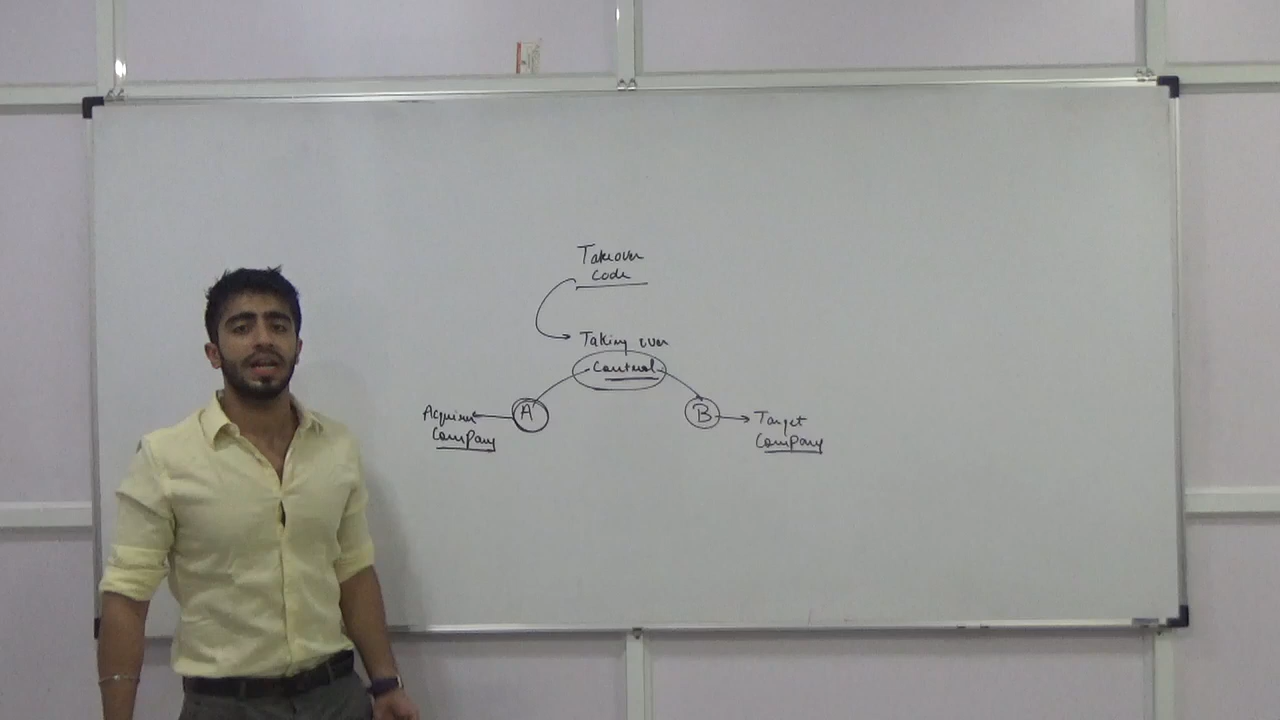 Takeover
Code
Taking over
Control
A
B
Acquirer
Company
Target
Company